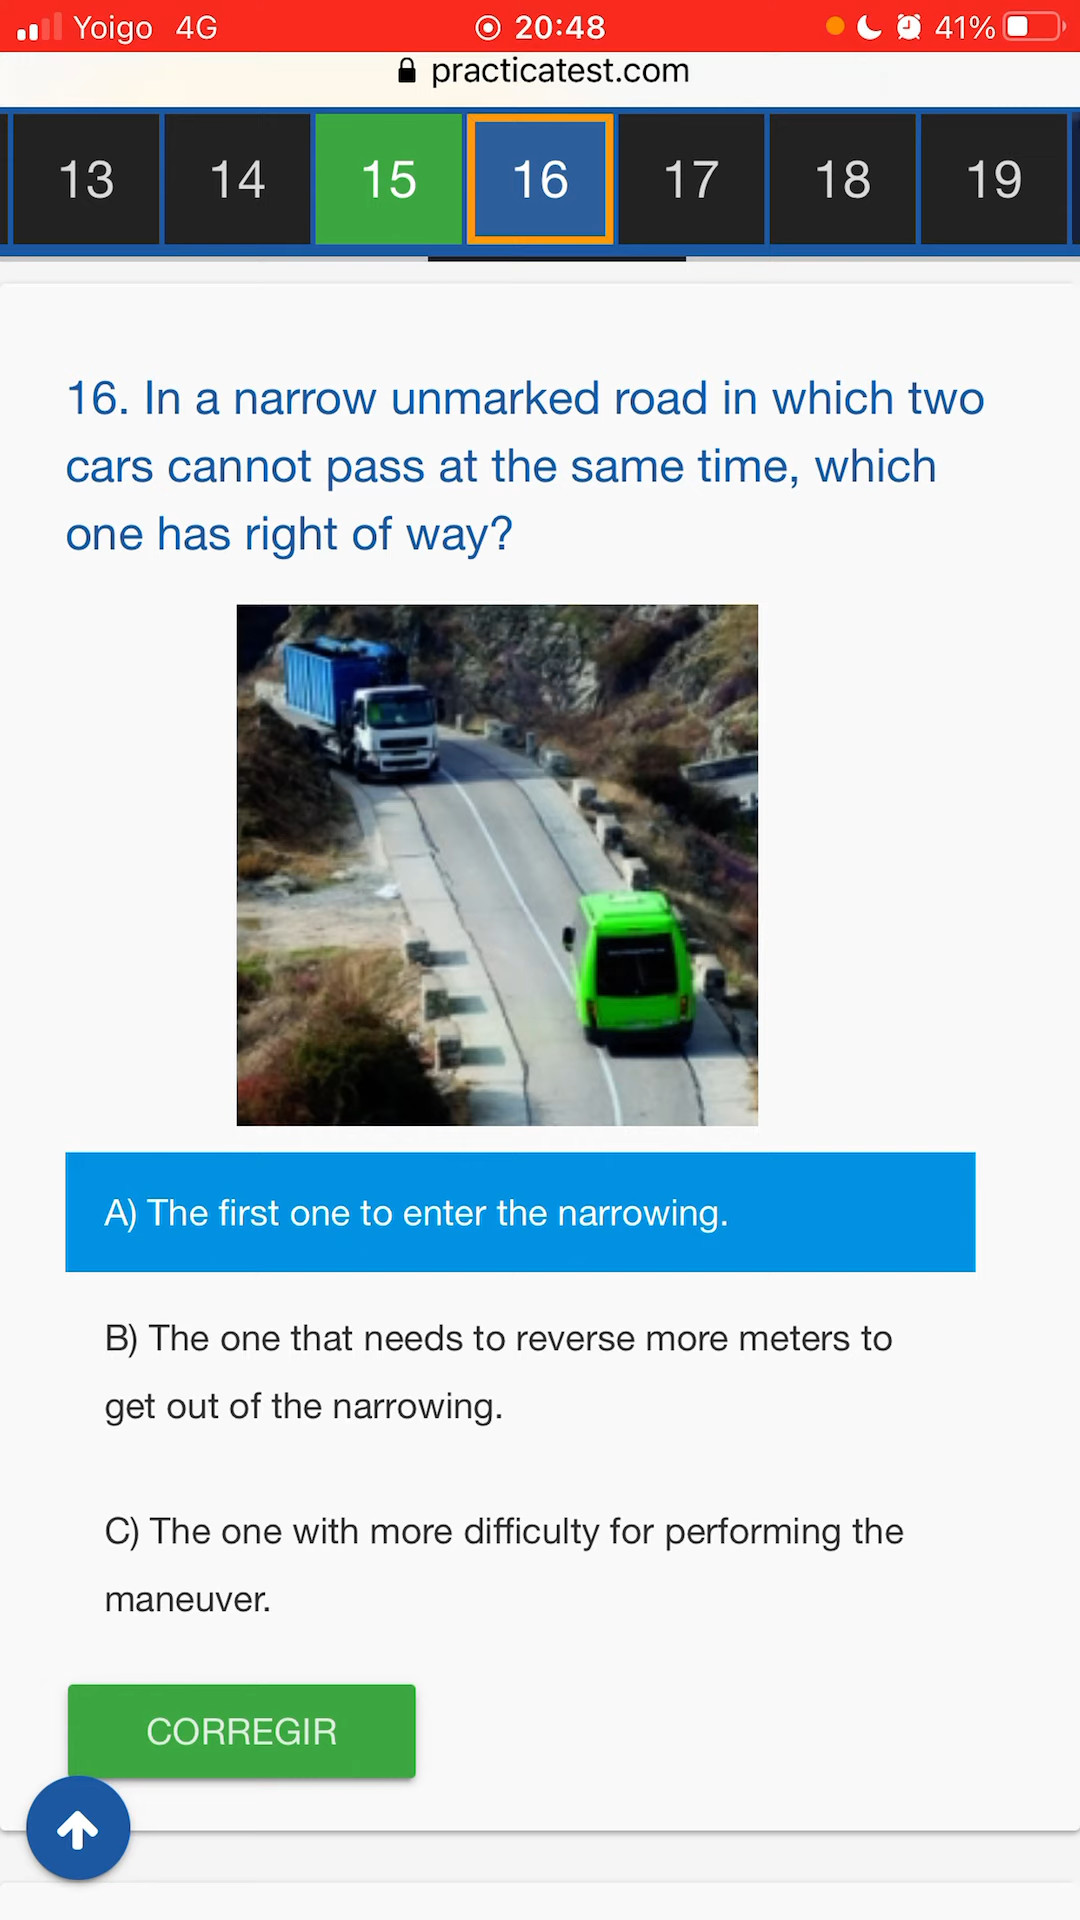 Yoigo 4G 20:48 41%
practicatest.com
13 14 15 16 17 18 19
16. In a narrow unmarked road in which two
cars cannot pass at the same time, which
one has right of way?
A) The first one to enter the narrowing.
B) The one that needs to reverse more meters to
get out of the narrowing.
C) The one with more difficulty for performing the
maneuver.
CORREGIR